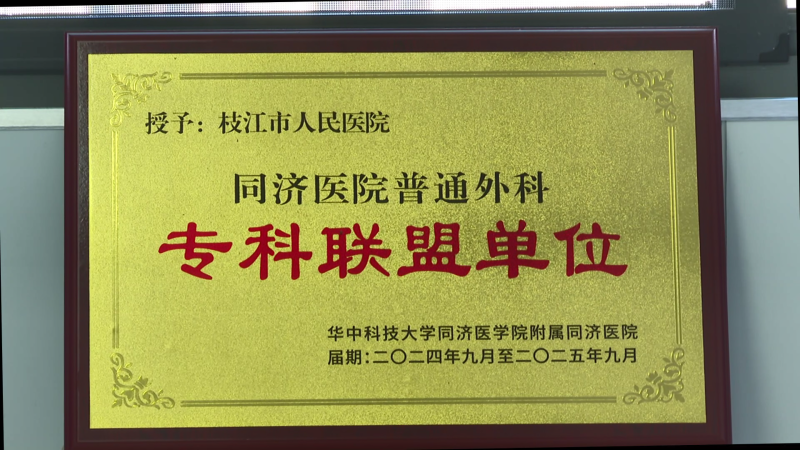 授予：枝江市人民医院
同济医院普通外科
专科联盟单位
华中科技大学同济医学院附属同济医院
届期：二〇二四年九月至二〇二五年九月